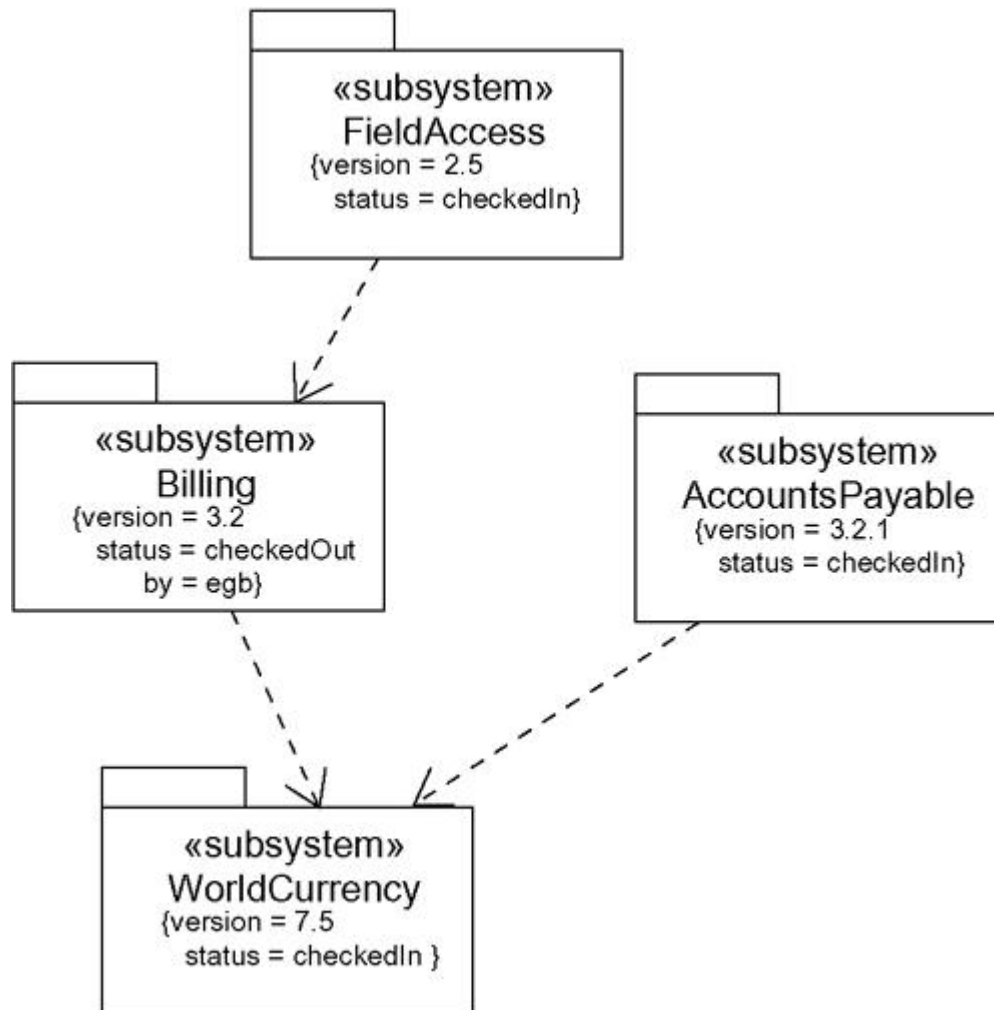 «subsystem»
FieldAccess
{version = 2.5
status = checkedIn}
«subsystem»
Billing
{version = 3.2
status = checkedOut
by = egb}
«subsystem»
AccountsPayable
{version = 3.2.1
status = checkedIn}
«subsystem»
WorldCurrency
{version = 7.5
status = checkedIn }